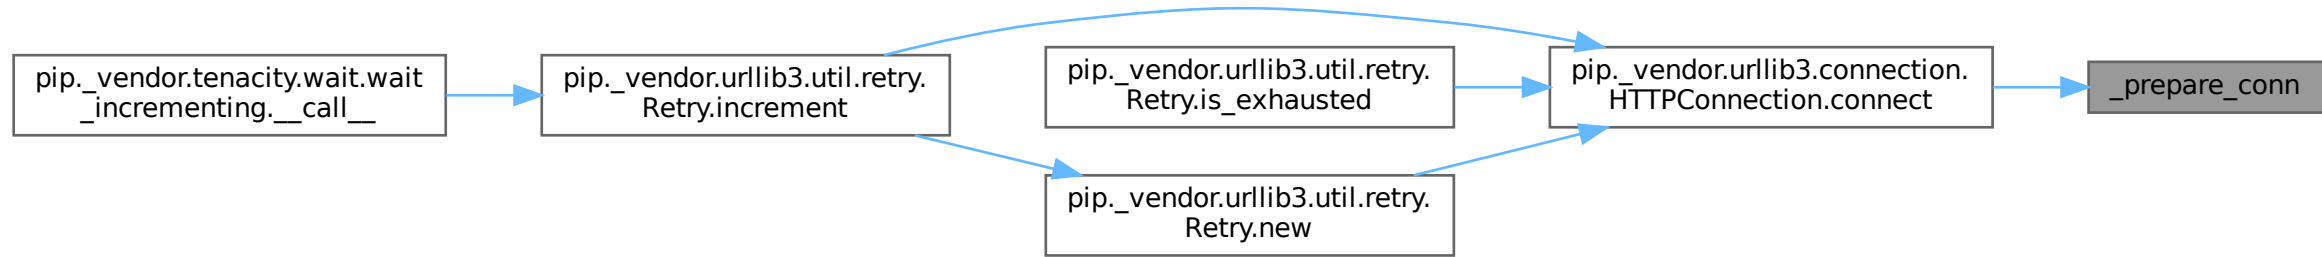 pip._vendor.tenacity.wait.wait
_incrementing.__call__
pip._vendor.urllib3.util.retry.
Retry.increment
pip._vendor.urllib3.util.retry.
Retry.is_exhausted
pip._vendor.urllib3.util.retry.
Retry.new
pip._vendor.urllib3.connection.
HTTPConnection.connect
_prepare_conn